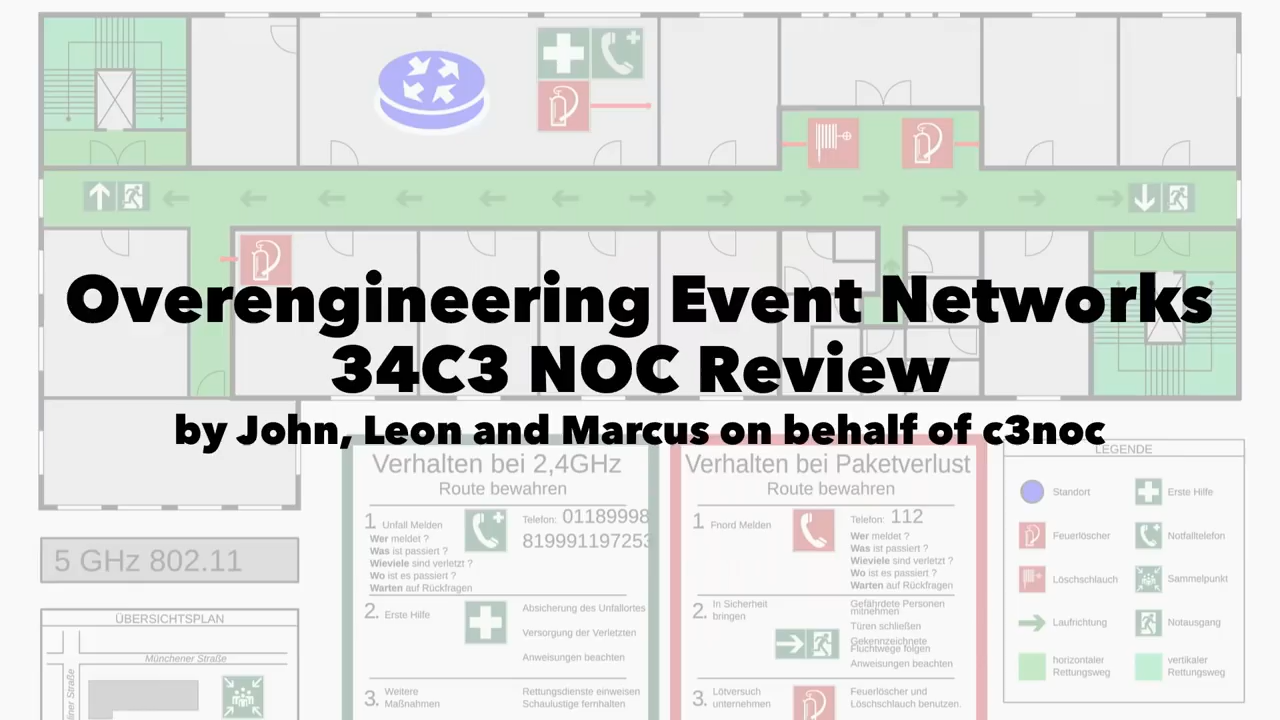 Overengineering Event Networks
34C3 NOC Review
by John, Leon and Marcus on behalf of c3noc
5 GHz 802.11
ÜBERSICHTSPLAN
Münchener Straße
Verhalten bei 2,4GHz
Route bewahren
1 Unfall Melden
Wer meldet ?
Was ist passiert ?
Wieviele sind verletzt ?
Wo ist es passiert ?
Warten auf Rückfragen
Telefon: 01189998
819991197253
2. Erste Hilfe
Absicherung des Unfallortes
Versorgung der Verletzten
Anweisungen beachten
3. Weitere
Maßnahmen
Rettungsdienste einweisen
Schaulustige fernhalten
Verhalten bei Paketverlust
Route bewahren
1 Fnord Melden
Telefon: 112
Wer meldet ?
Was ist passiert ?
Wieviele sind verletzt ?
Wo ist es passiert ?
Warten auf Rückfragen
2. In Sicherheit
bringen
Gefährdete Personen
mitnehmen
Türen schließen
Gekennzeichnete
Fluchtwege folgen
Anweisungen beachten
3. Lötversuch
unternehmen
Feuerlöscher und
Löschschlauch benutzen.
LEGENDE
Standort
Erste Hilfe
Feuerlöscher
Notfalltelefon
Löschschlauch
Sammelpunkt
Laufrichtung
Notausgang
horizontaler
Rettungsweg
vertikaler
Rettungsweg